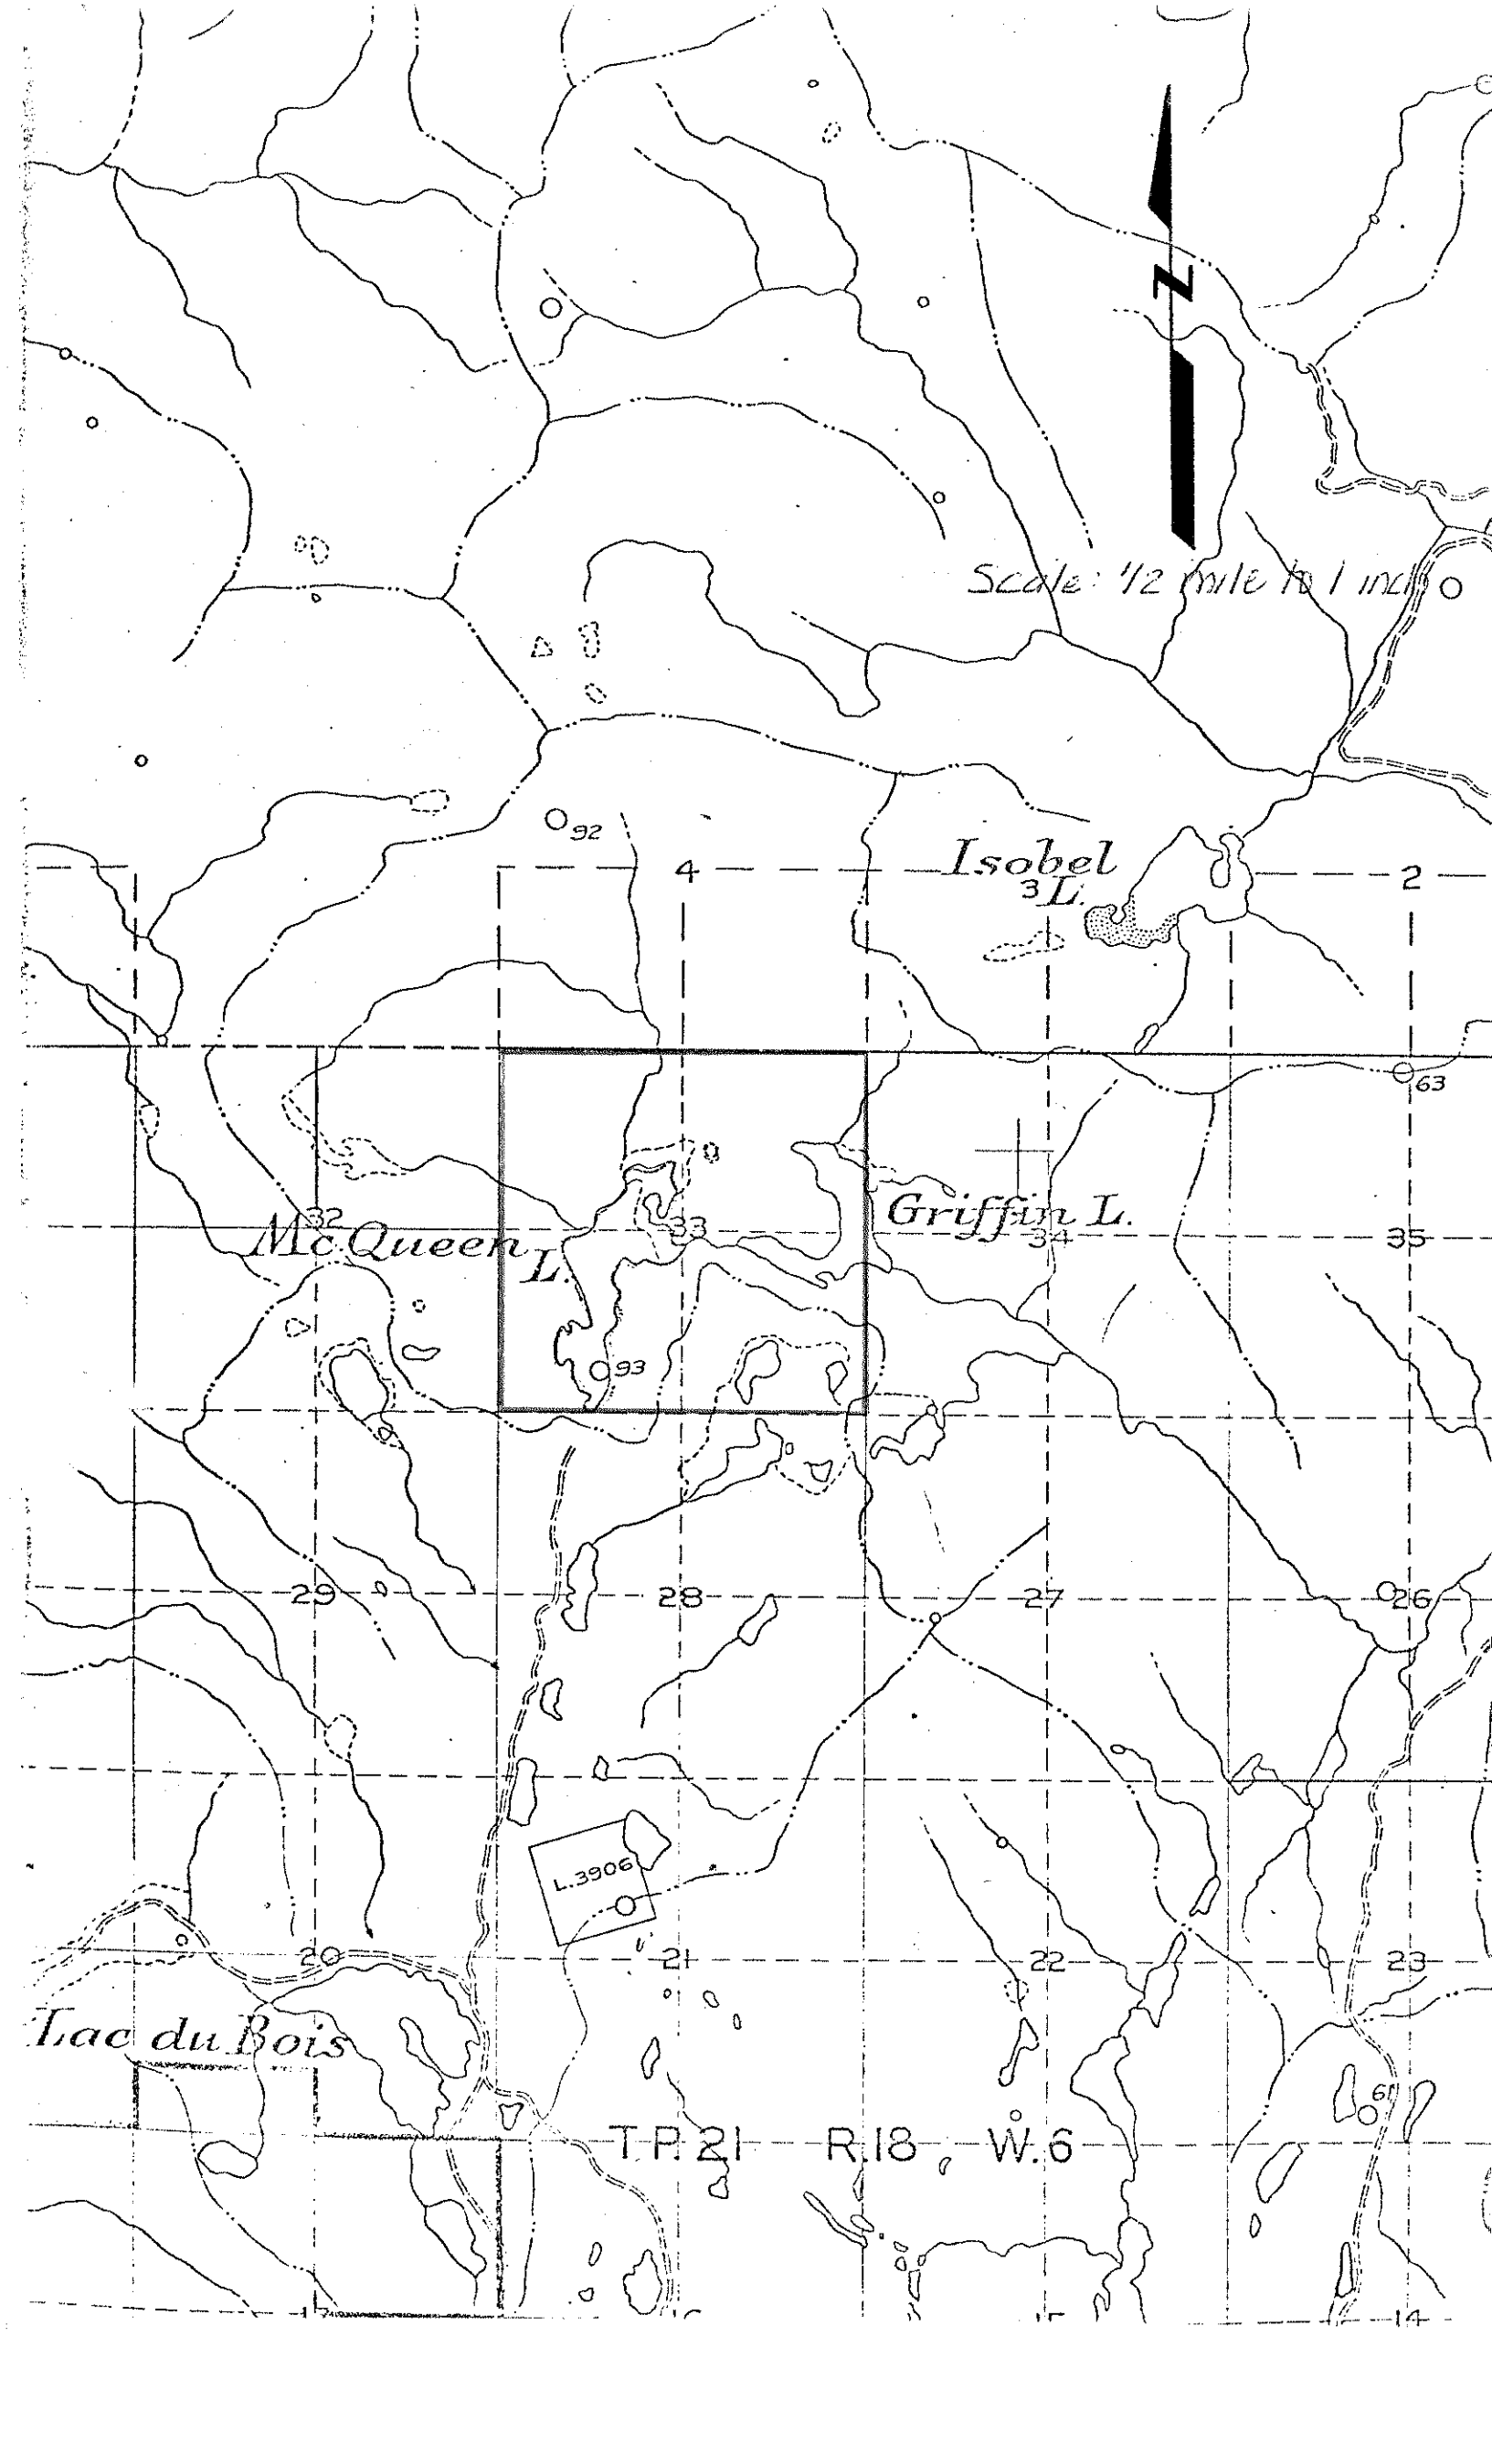 N
Scale: 1/2 mile to 1 inch
92
4
Isobel
3 L.
2
63
32
McQueen
L.
33
Griffin L.
34
35
93
29
28
27
26
L.3906
20
21
22
23
Lac du Bois
61
TP. 21 R.18 W.6
14